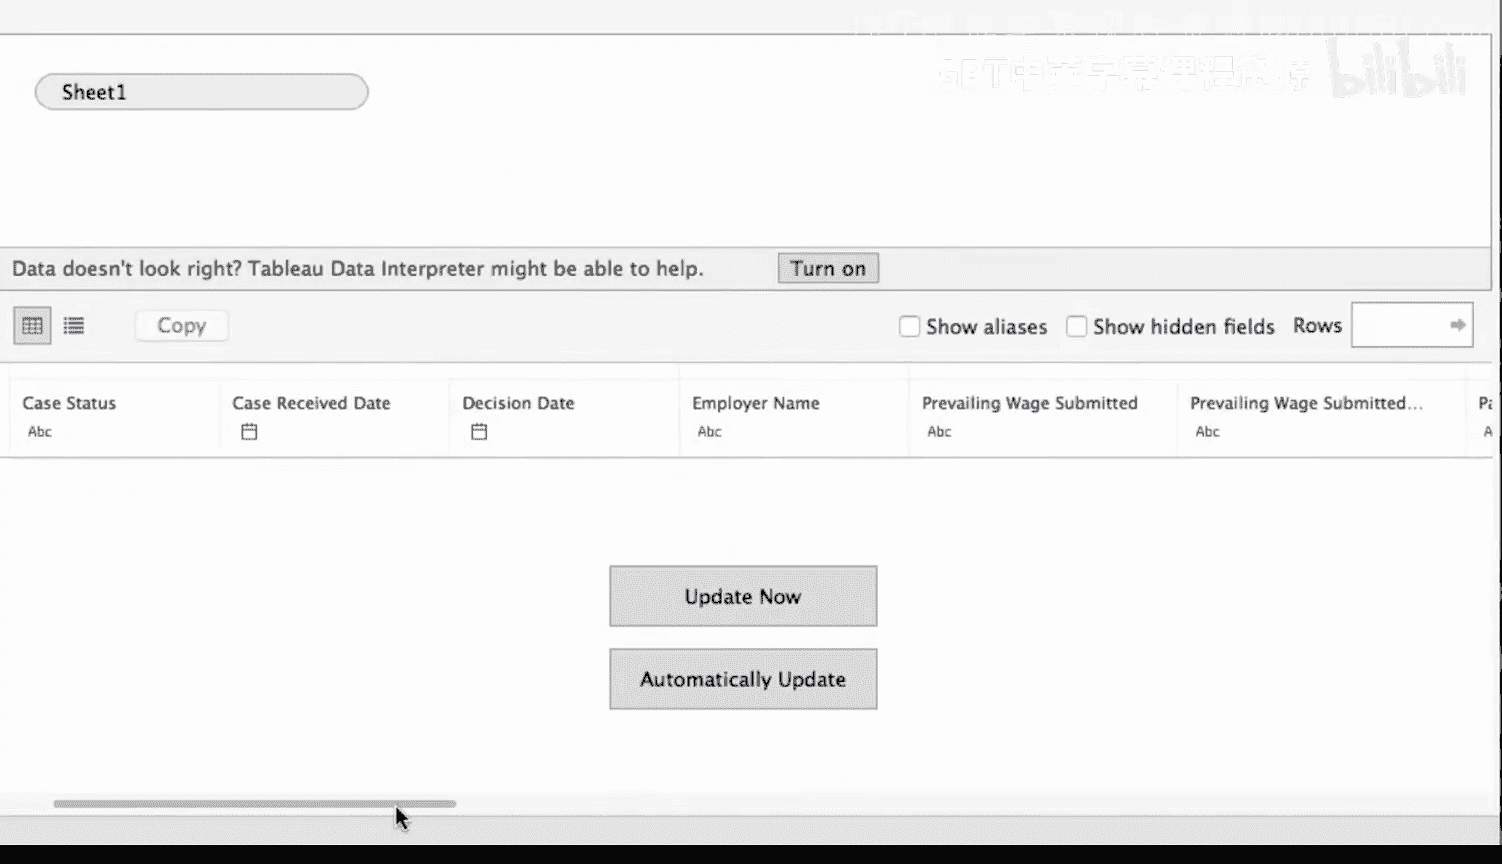 Sheet1
bilibili
Data doesn't look right? Tableau Data Interpreter might be able to help. Turn on
Copy Show aliases Show hidden fields Rows
Case Status Case Received Date Decision Date Employer Name Prevailing Wage Submitted Prevailing Wage Submitted...
Abc Abc Abc Abc
Update Now
Automatically Update